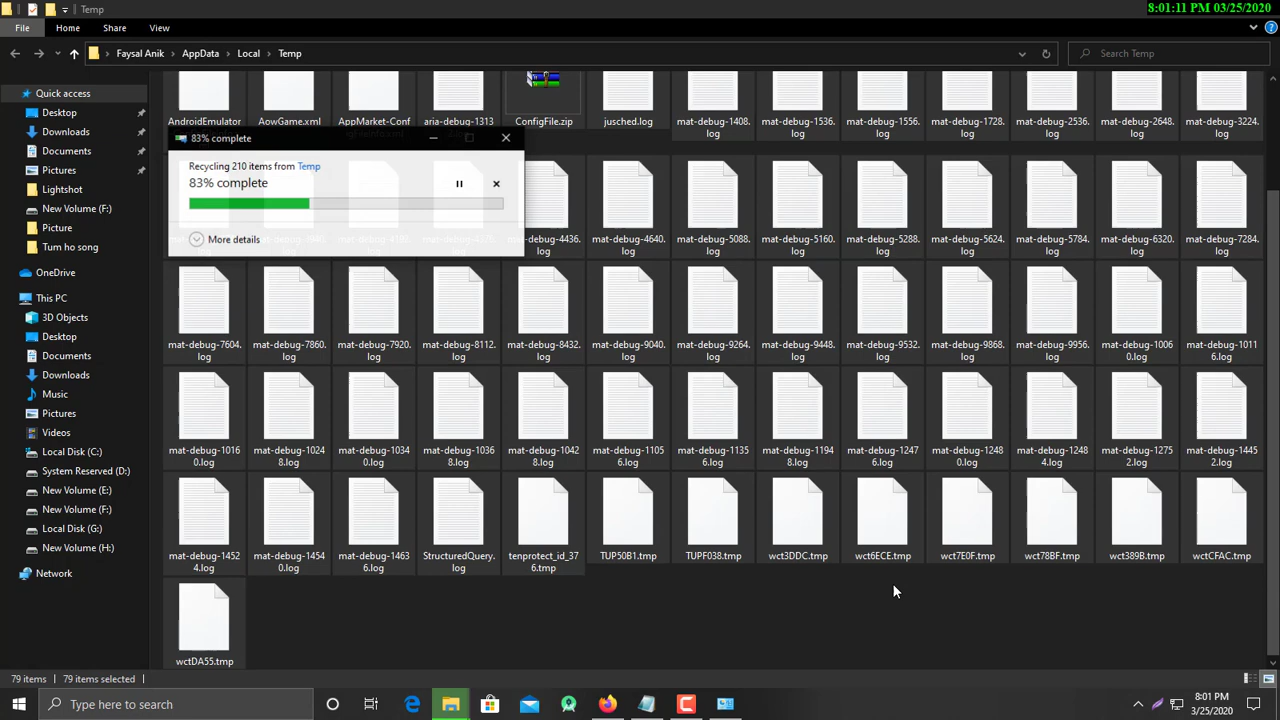 Temp
8:01:11 PM 03/25/2020
File Home Share View
Faysal Anik > AppData > Local > Temp
Search Temp
Quick access
Desktop
Downloads
Documents
Pictures
Lightshot
New Volume (F:)
Picture
Tum ho song
OneDrive
This PC
3D Objects
Desktop
Documents
Downloads
Music
Pictures
Videos
Local Disk (C:)
System Reserved (D:)
New Volume (E:)
New Volume (F:)
Local Disk (G:)
New Volume (H:)
Network
AndroidEmulator AowGame.xml AppMarket-Conf aria-debug-1313 ConfigFile.zip jusched.log mat-debug-1408. mat-debug-1536. mat-debug-1556. mat-debug-1728. mat-debug-2536. mat-debug-2648. mat-debug-3224.
log log log log log log log
83% complete
Recycling 210 items from Temp
83% complete
More details
mat-debug-4436. mat-debug-4640. mat-debug-5088. mat-debug-5160. mat-debug-5288. mat-debug-5624. mat-debug-5784. mat-debug-6320. mat-debug-7284.
log log log log log log log log log
mat-debug-7604. mat-debug-7860. mat-debug-7920. mat-debug-8112. mat-debug-8432. mat-debug-9040. mat-debug-9264. mat-debug-9448. mat-debug-9532. mat-debug-9868. mat-debug-9956. mat-debug-1006 mat-debug-1011
log log log log log log log log log log log 0.log 6.log
mat-debug-1016 mat-debug-1024 mat-debug-1034 mat-debug-1036 mat-debug-1042 mat-debug-1105 mat-debug-1135 mat-debug-1194 mat-debug-1247 mat-debug-1248 mat-debug-1248 mat-debug-1275 mat-debug-1445
0.log 8.log 0.log 8.log 8.log 6.log 6.log 8.log 6.log 0.log 4.log 2.log 2.log
mat-debug-1452 mat-debug-1454 mat-debug-1463 StructuredQuery. tenprotect_id_37 TUP50B1.tmp TUPF038.tmp wct3DDC.tmp wct6ECE.tmp wct7E0F.tmp wct78BF.tmp wct389B.tmp wctCFAC.tmp
4.log 0.log 6.log log 6.tmp
wctDA55.tmp
79 items 79 items selected
Type here to search
8:01 PM
3/25/2020